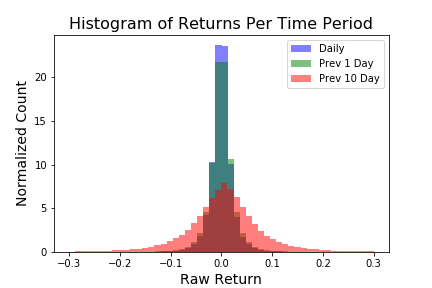 Histogram of Returns Per Time Period
Daily
Prev 1 Day
Prev 10 Day
Normalized Count
20
15
10
5
0
−0.3 −0.2 −0.1 0.0 0.1 0.2 0.3
Raw Return